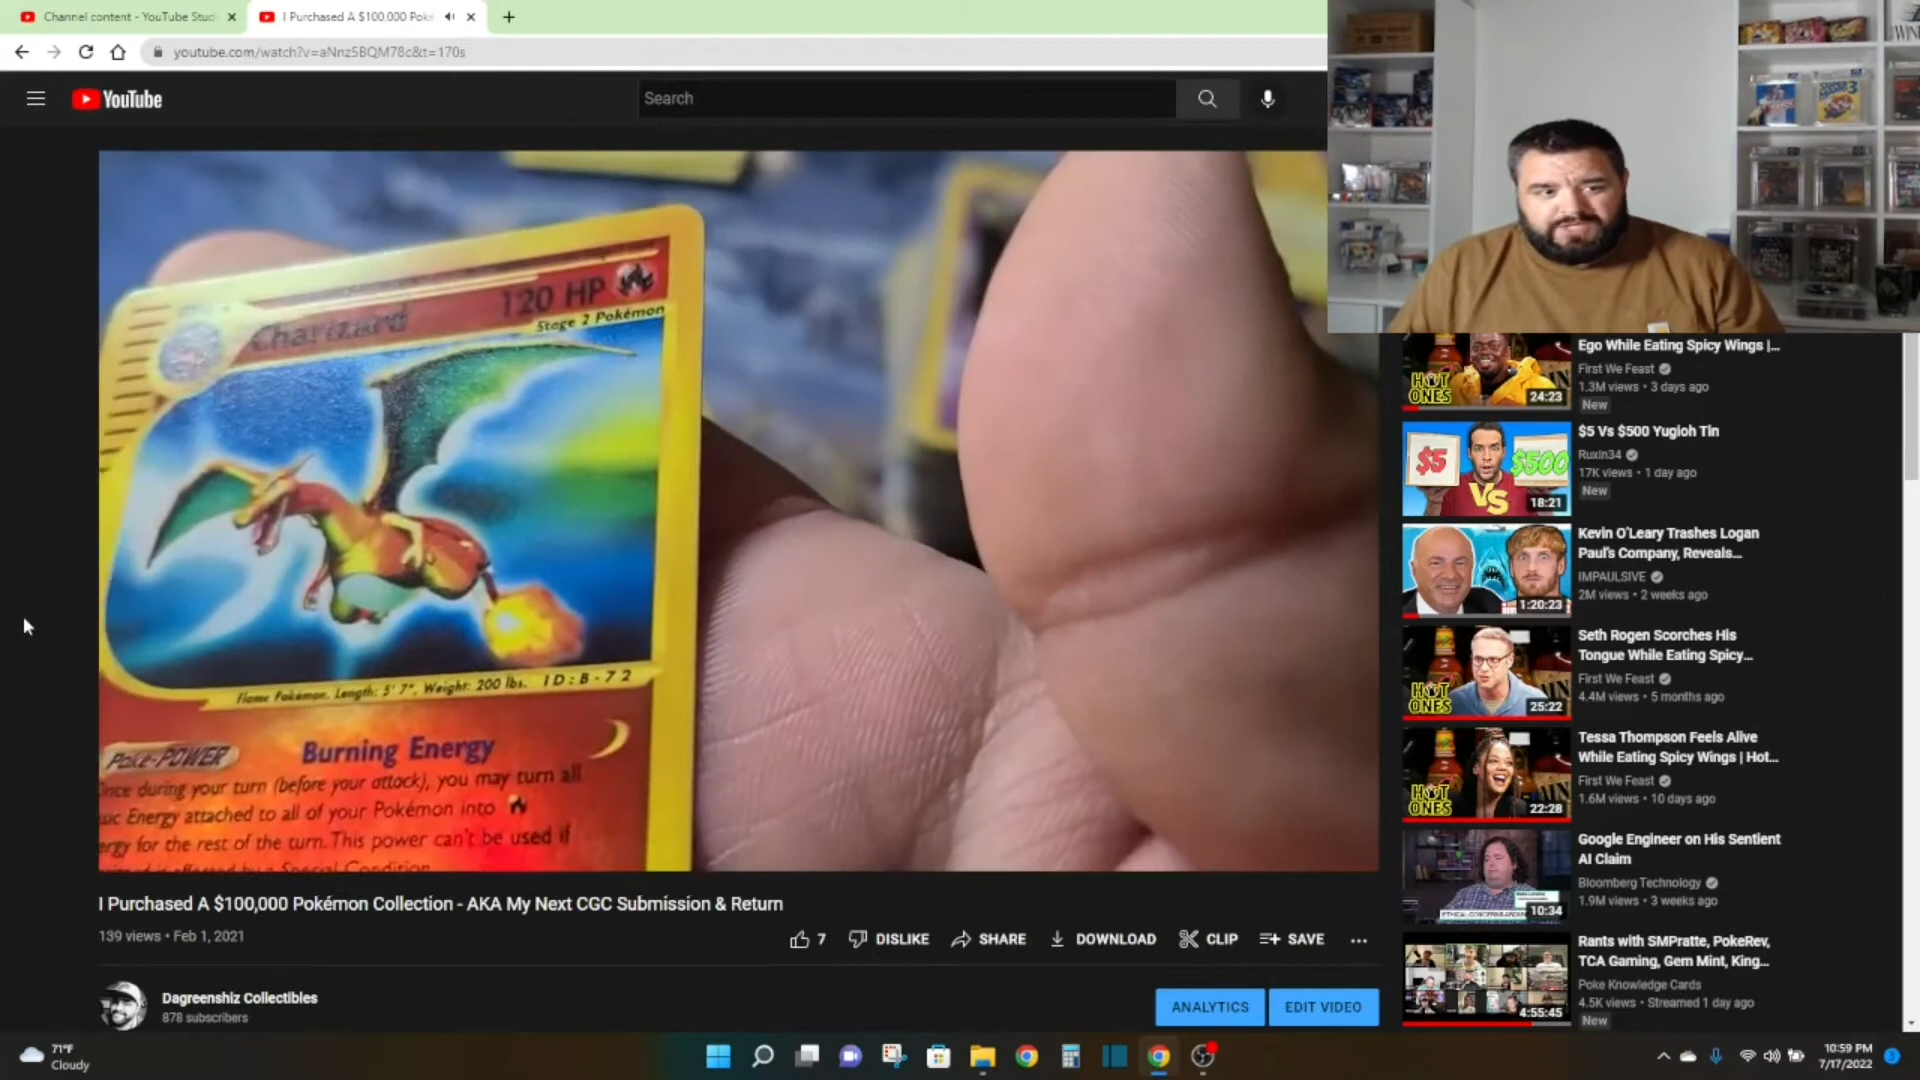 Channel content - YouTube Stud
I Purchased A $100,000 Poké
youtube.com/watch?v=aNnz5BQM78c&t=170s
YouTube
Search
Charizard
120 HP
Stage 2 Pokémon
Flame Pokémon. Length: 5' 7", Weight: 200 lbs. ID:B-72
Poké-POWER
Burning Energy
Once during your turn (before your attack), you may turn all
Energy attached to all of your Pokémon into
for the rest of the turn. This power can't be used if
is affected by a Special Condition.
I Purchased A $100,000 Pokémon Collection - AKA My Next CGC Submission & Return
139 views • Feb 1, 2021
7
DISLIKE
SHARE
DOWNLOAD
CLIP
SAVE
Dagreenshiz Collectibles
878 subscribers
ANALYTICS
EDIT VIDEO
HOT ONES
24:23
Ego While Eating Spicy Wings |...
First We Feast
1.3M views • 3 days ago
New
$5
$500
VS
18:21
$5 Vs $500 Yugioh Tin
Ruxin34
17K views • 1 day ago
New
1:20:23
Kevin O'Leary Trashes Logan
Paul's Company, Reveals...
IMPAULSIVE
2M views • 2 weeks ago
HOT ONES
25:22
Seth Rogen Scorches His
Tongue While Eating Spicy...
First We Feast
4.4M views • 5 months ago
HOT ONES
22:28
Tessa Thompson Feels Alive
While Eating Spicy Wings | Hot...
First We Feast
1.6M views • 10 days ago
10:34
Google Engineer on His Sentient
AI Claim
Bloomberg Technology
1.9M views • 3 weeks ago
4:55:45
Rants with SMPratte, PokeRev,
TCA Gaming, Gem Mint, King...
Poke Knowledge Cards
4.5K views • Streamed 1 day ago
New
71°F
Cloudy
10:59 PM
7/17/2022
3